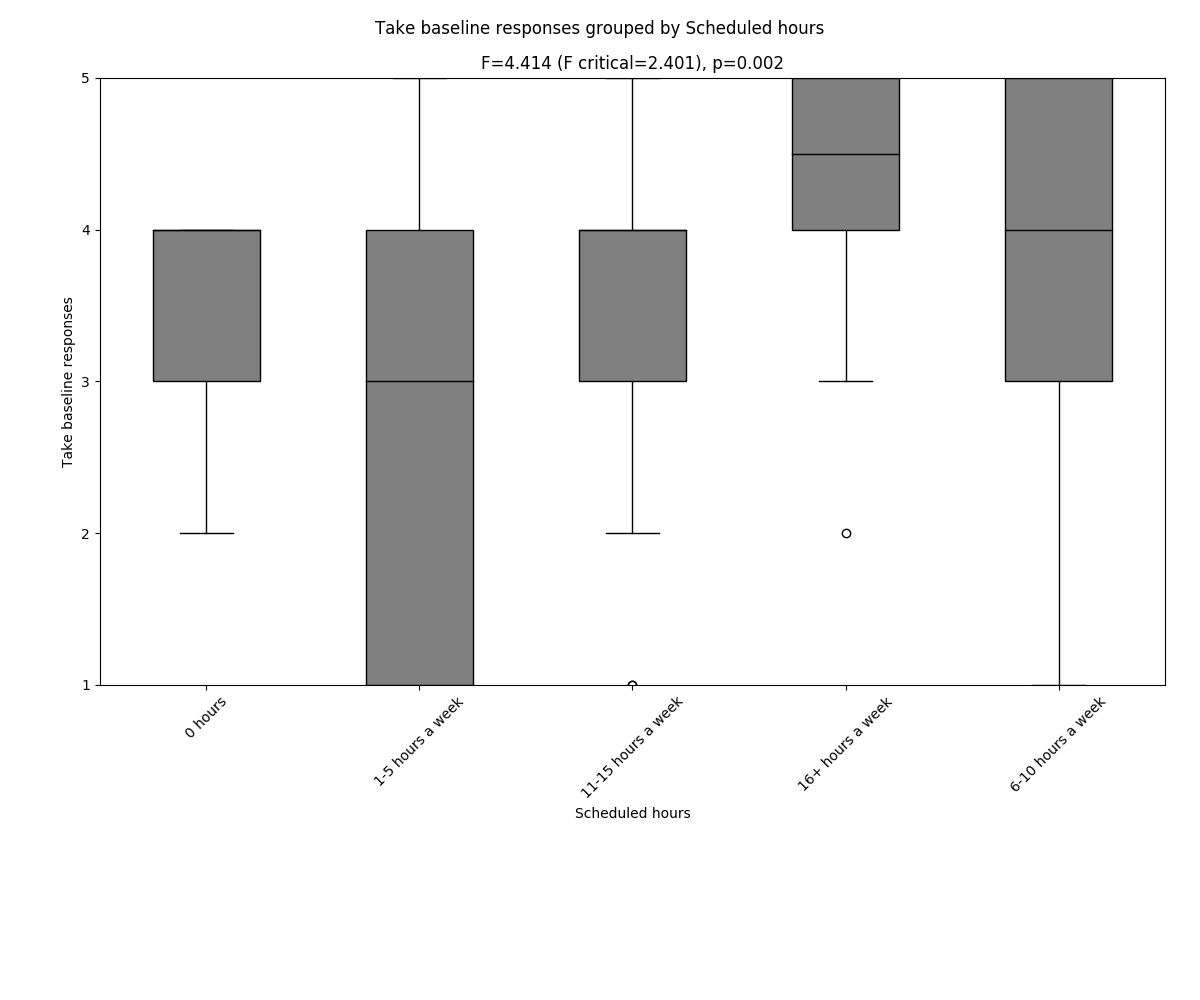 Take baseline responses grouped by Scheduled hours
F=4.414 (F critical=2.401), p=0.002
5
4
3
2
1
Take baseline responses
0 hours
1-5 hours a week
11-15 hours a week
16+ hours a week
6-10 hours a week
Scheduled hours